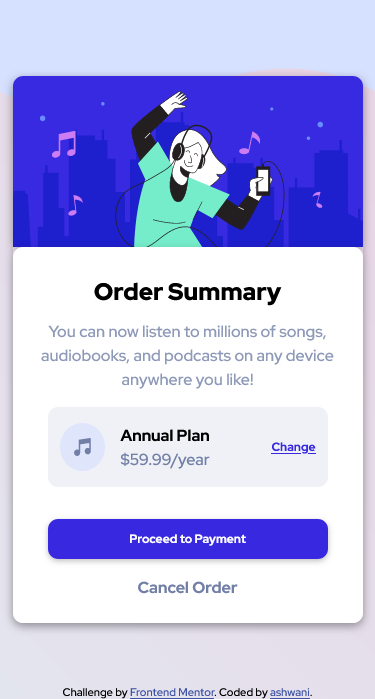 Order Summary
You can now listen to millions of songs,
audiobooks, and podcasts on any device
anywhere you like!
Annual Plan
$59.99/year
Change
Proceed to Payment
Cancel Order
Challenge by Frontend Mentor. Coded by ashwani.